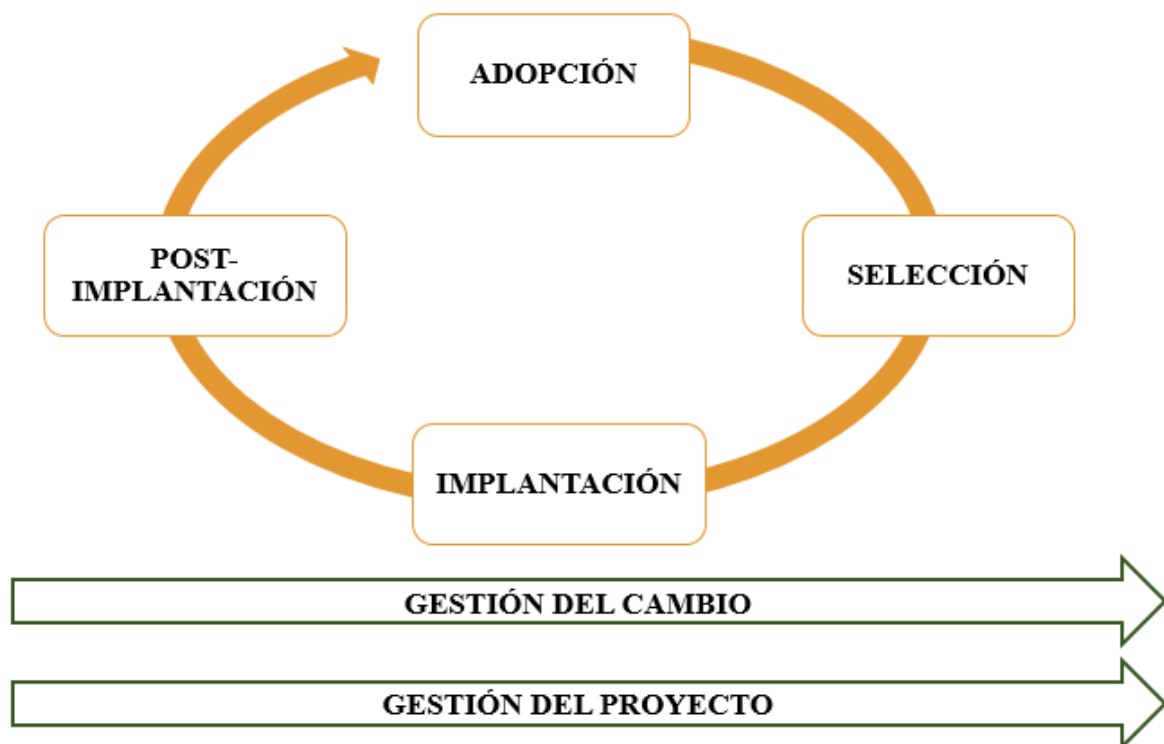 ADOPCIÓN
POST-
IMPLANTACIÓN
SELECCIÓN
IMPLANTACIÓN
GESTIÓN DEL CAMBIO
GESTIÓN DEL PROYECTO